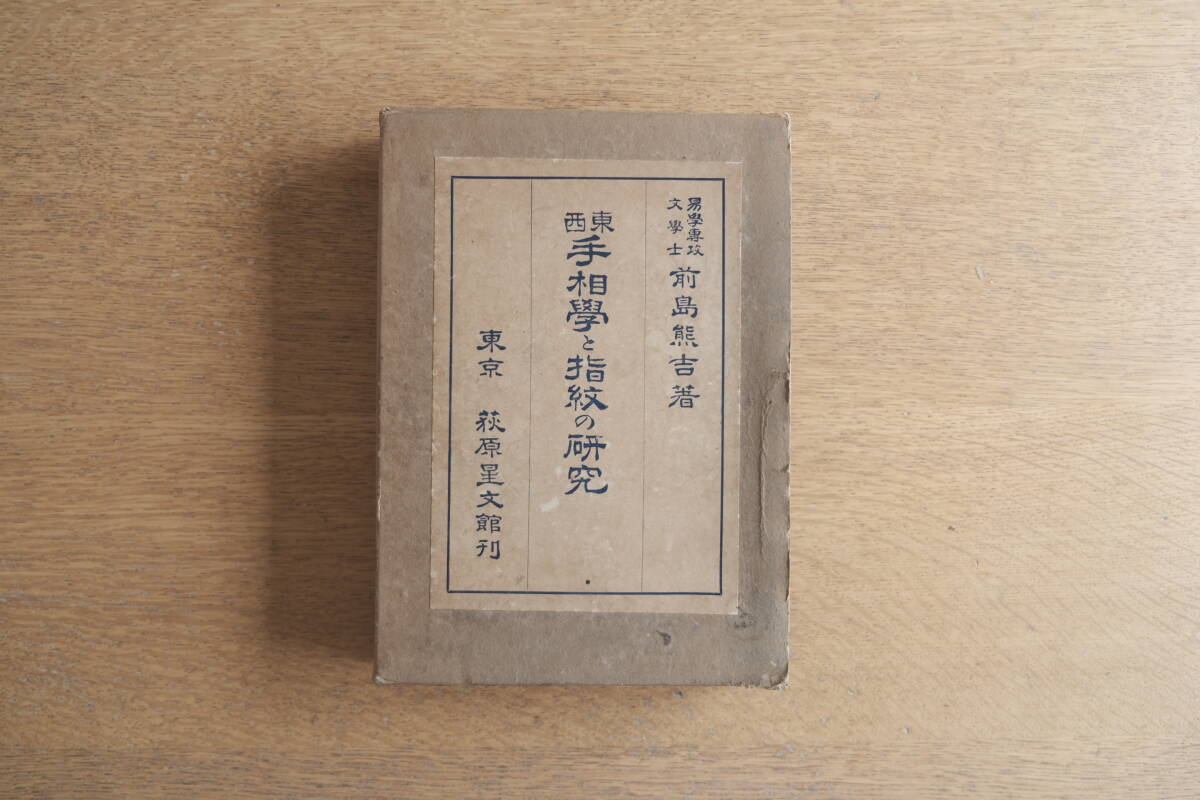 易學專攻
文學士
前島熊吉著
東西
手相學と指紋の研究
東京 萩原星文館刊